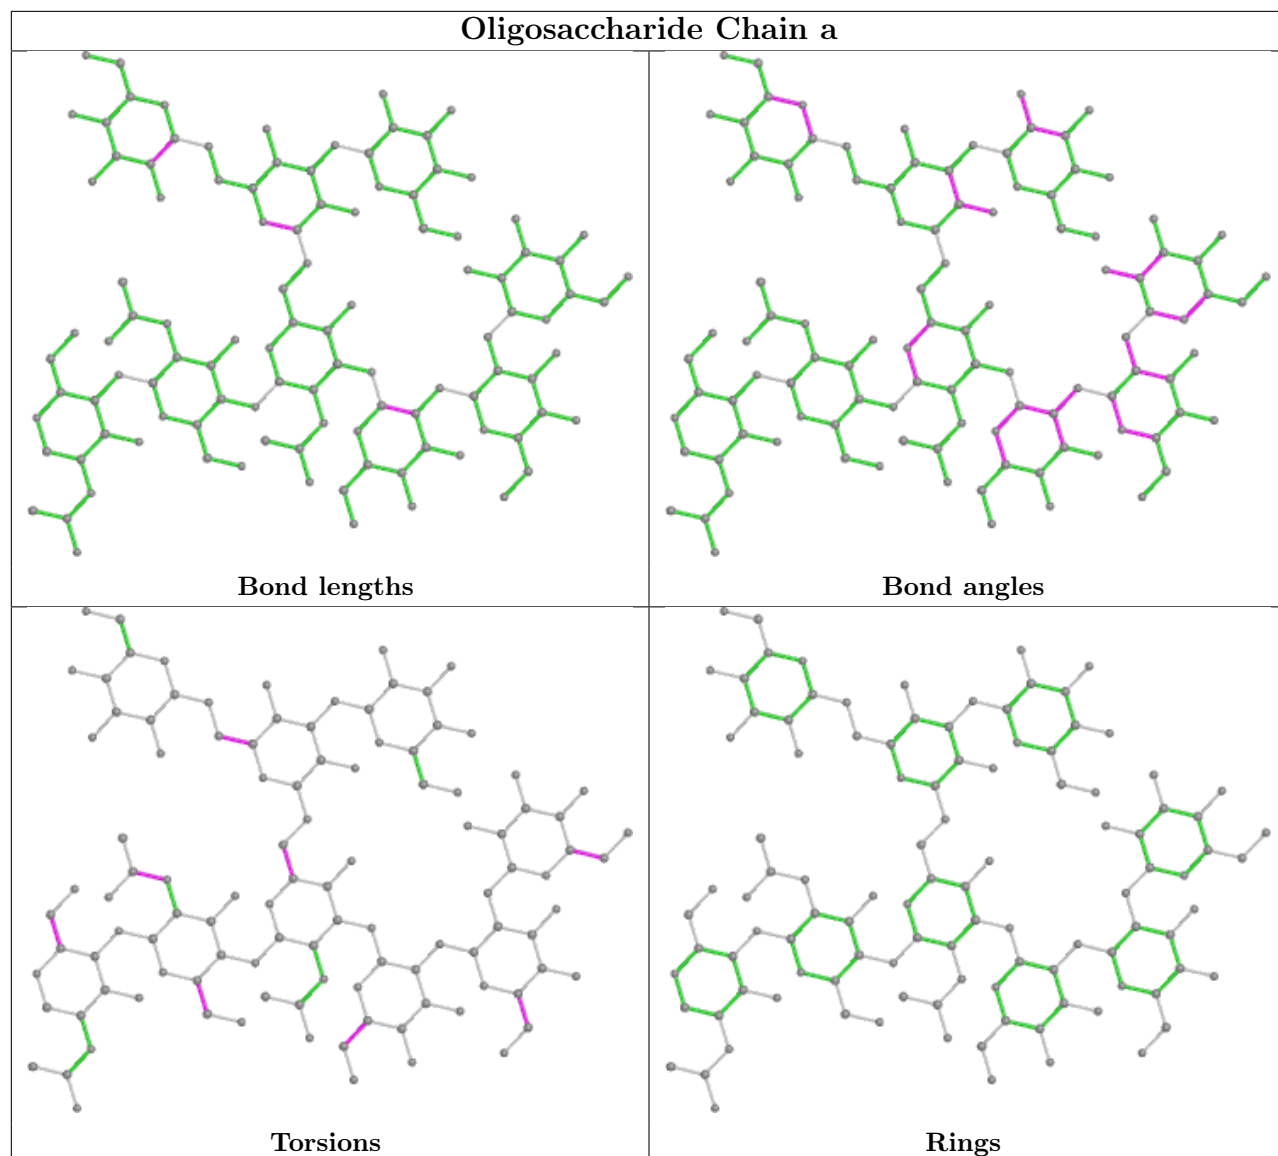 Oligosaccharide Chain a
Bond lengths
Bond angles
Torsions
Rings